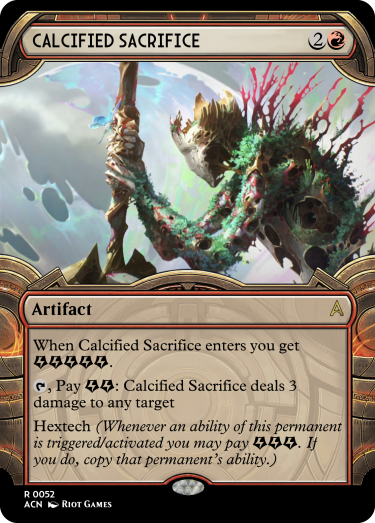 CALCIFIED SACRIFICE 2
Artifact
When Calcified Sacrifice enters you get
.
, Pay : Calcified Sacrifice deals 3
damage to any target
Hextech (Whenever an ability of this permanent
is triggered/activated you may pay . If
you do, copy that permanent's ability.)
R 0052
ACN Riot Games